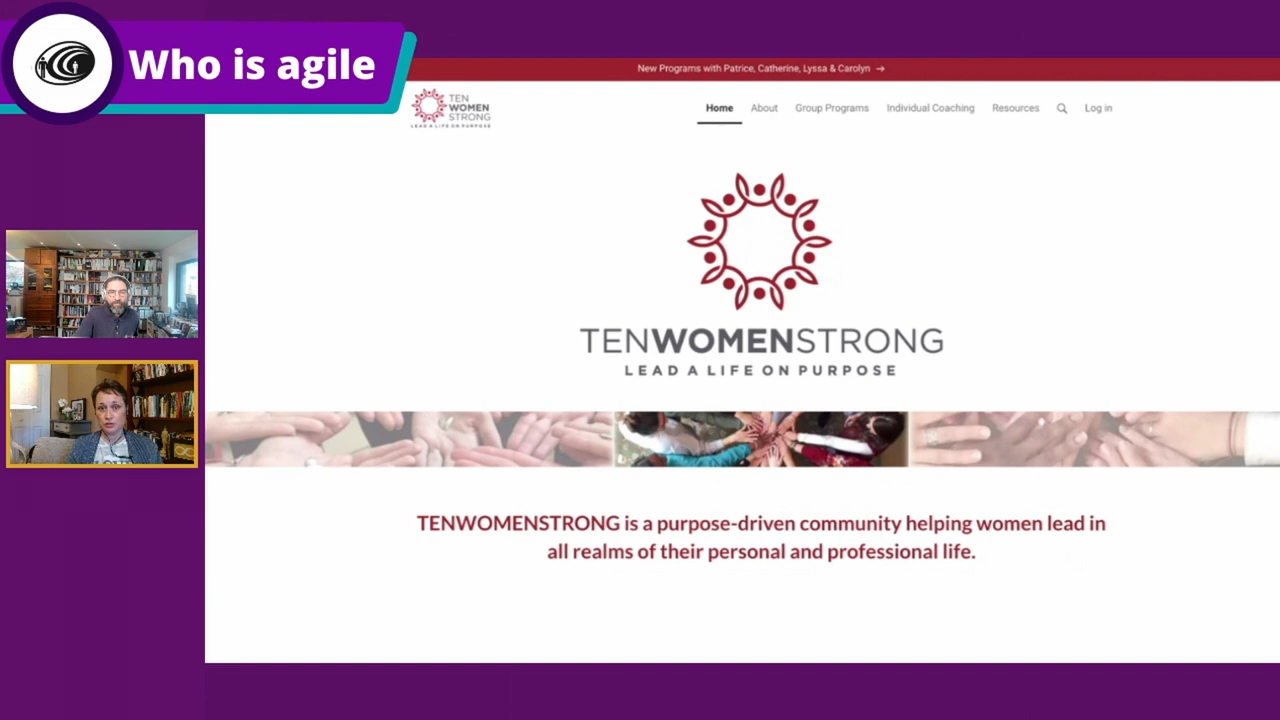 Who is agile
New Programs with Patrice, Catherine, Lyssa & Carolyn →
TEN
WOMEN
STRONG
LEAD A LIFE ON PURPOSE
Home About Group Programs Individual Coaching Resources Log in
TENWOMENSTRONG
LEAD A LIFE ON PURPOSE
TENWOMENSTRONG is a purpose-driven community helping women lead in
all realms of their personal and professional life.